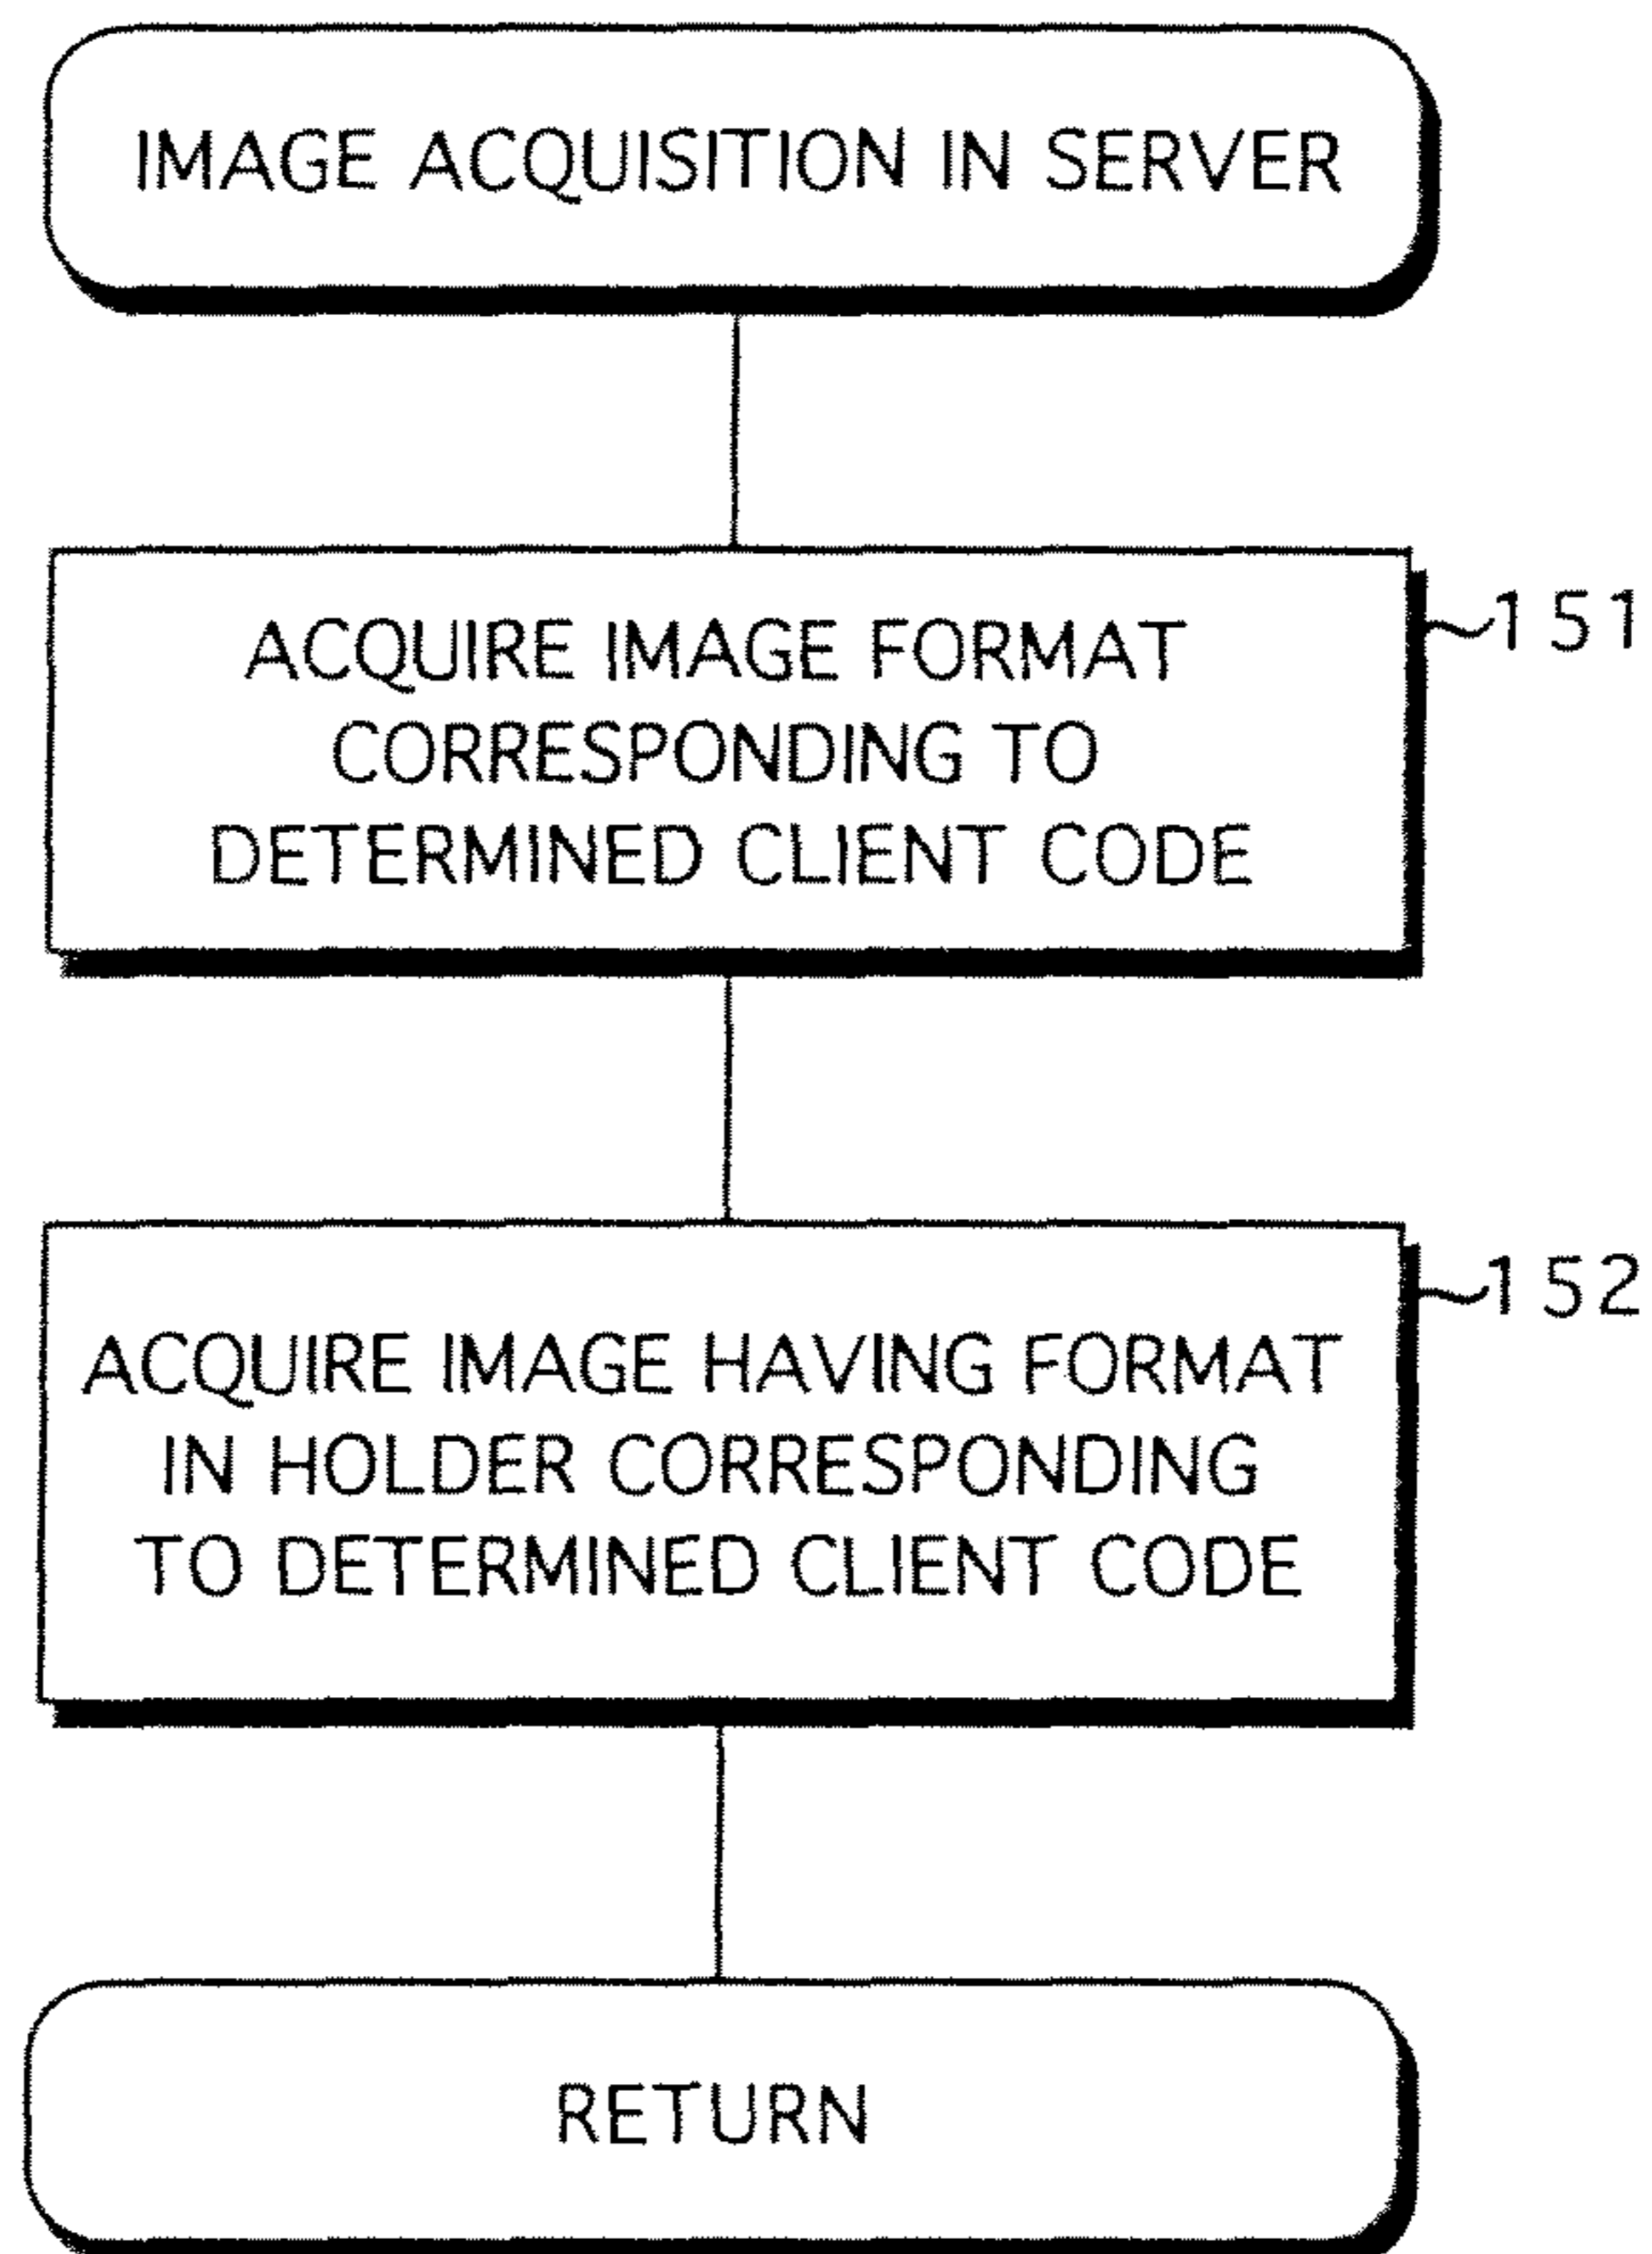 IMAGE ACQUISITION IN SERVER
ACQUIRE IMAGE FORMAT
CORRESPONDING TO
DETERMINED CLIENT CODE
151
ACQUIRE IMAGE HAVING FORMAT
IN HOLDER CORRESPONDING
TO DETERMINED CLIENT CODE
152
RETURN